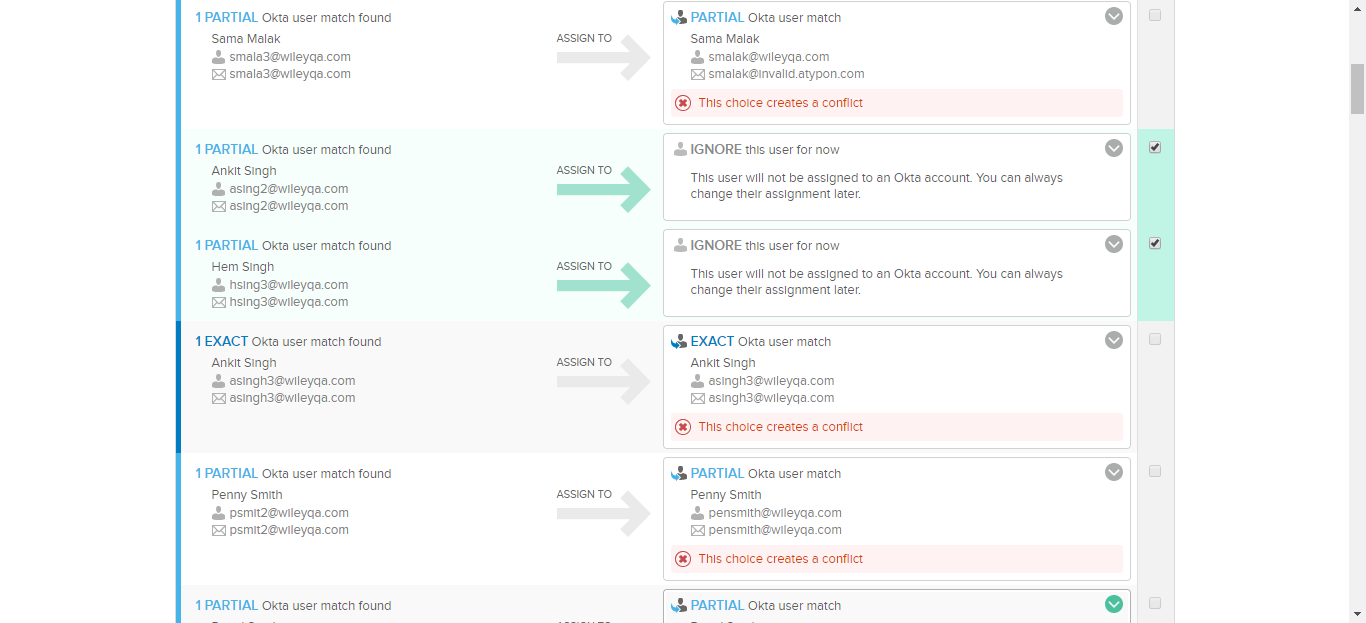 1 PARTIAL Okta user match found
Sama Malak
smala3@wileyqa.com
smala3@wileyqa.com
ASSIGN TO
PARTIAL Okta user match
Sama Malak
smalak@wileyqa.com
smalak@invalid.atypon.com
This choice creates a conflict
1 PARTIAL Okta user match found
Ankit Singh
asing2@wileyqa.com
asing2@wileyqa.com
ASSIGN TO
IGNORE this user for now
This user will not be assigned to an Okta account. You can always
change their assignment later.
1 PARTIAL Okta user match found
Hem Singh
hsing3@wileyqa.com
hsing3@wileyqa.com
ASSIGN TO
IGNORE this user for now
This user will not be assigned to an Okta account. You can always
change their assignment later.
1 EXACT Okta user match found
Ankit Singh
asingh3@wileyqa.com
asingh3@wileyqa.com
ASSIGN TO
EXACT Okta user match
Ankit Singh
asingh3@wileyqa.com
asingh3@wileyqa.com
This choice creates a conflict
1 PARTIAL Okta user match found
Penny Smith
psmit2@wileyqa.com
psmit2@wileyqa.com
ASSIGN TO
PARTIAL Okta user match
Penny Smith
pensmith@wileyqa.com
pensmith@wileyqa.com
This choice creates a conflict
1 PARTIAL Okta user match found
PARTIAL Okta user match